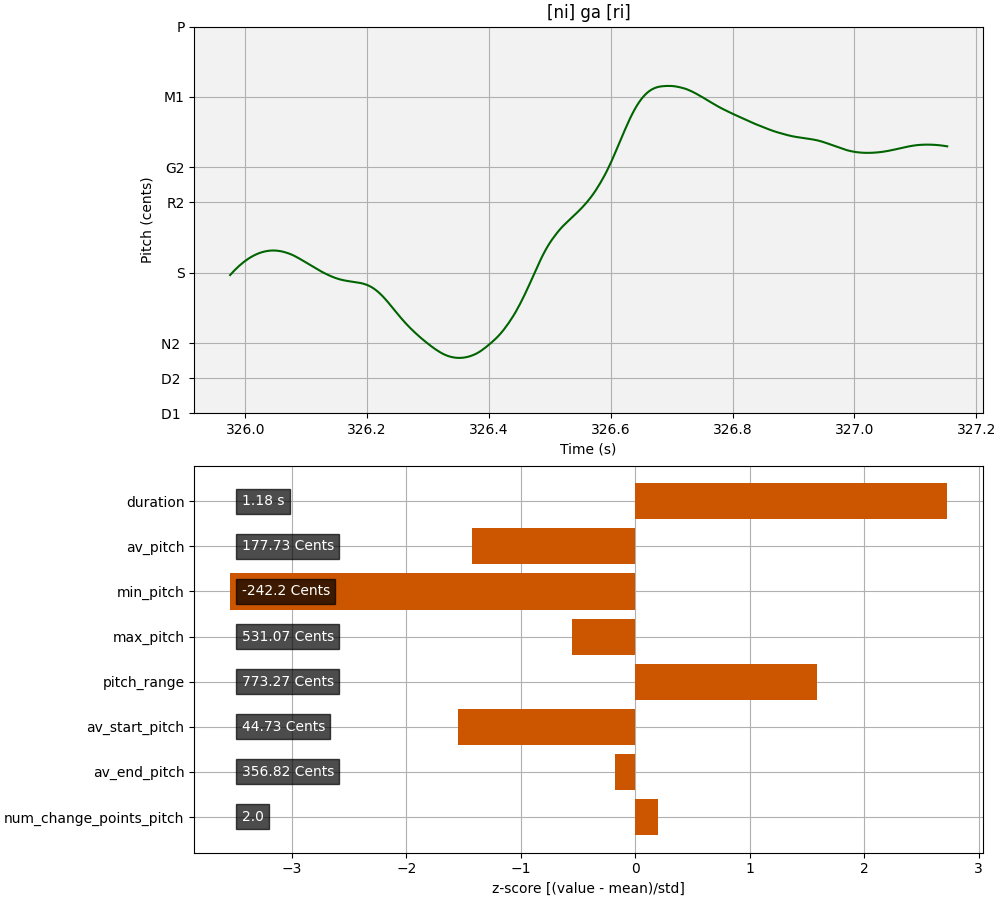 [ni] ga [ri]
Pitch (cents)
P
M1
G2
R2
S
N2
D2
D1
326.0 326.2 326.4 326.6 326.8 327.0 327.2
Time (s)
duration 1.18 s
av_pitch 177.73 Cents
min_pitch -242.2 Cents
max_pitch 531.07 Cents
pitch_range 773.27 Cents
av_start_pitch 44.73 Cents
av_end_pitch 356.82 Cents
num_change_points_pitch 2.0
−3 −2 −1 0 1 2 3
z-score [(value - mean)/std]